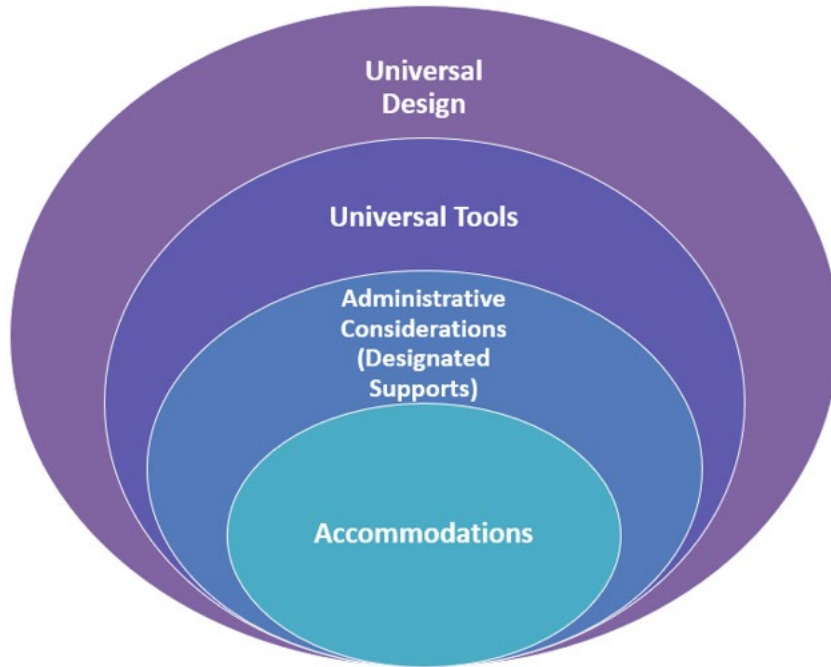 Universal
Design
Universal Tools
Administrative
Considerations
(Designated
Supports)
Accommodations